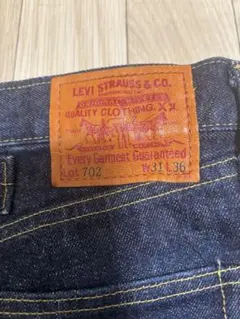 LEVI STRAUSS & CO.
QUALITY CLOTHING XX
Every Garment Guaranteed
LOT 702 W31 L36